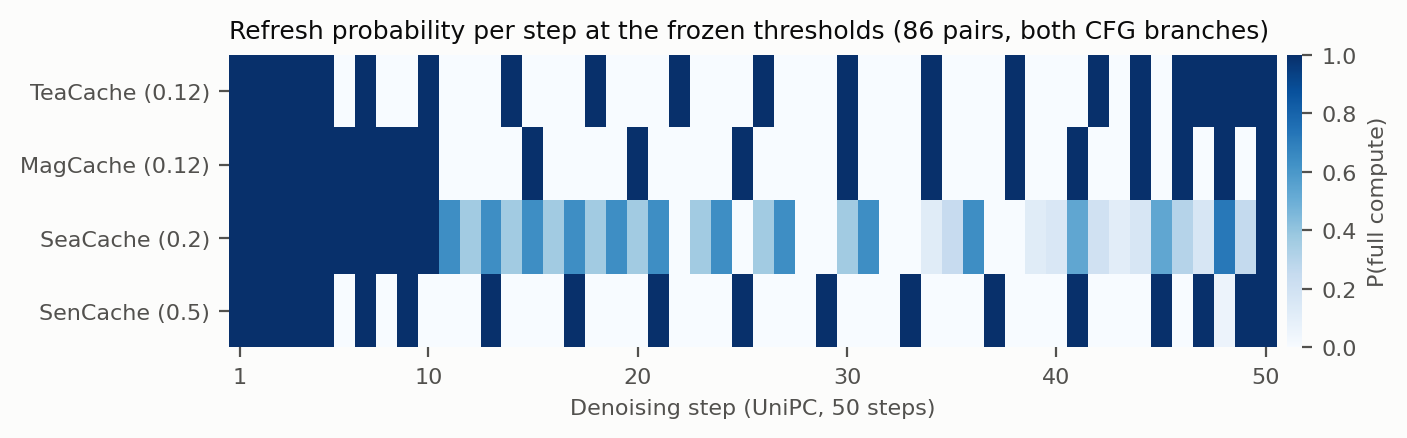 Refresh probability per step at the frozen thresholds (86 pairs, both CFG branches)
TeaCache (0.12)
MagCache (0.12)
SeaCache (0.2)
SenCache (0.5)
1 10 20 30 40 50
Denoising step (UniPC, 50 steps)
1.0
0.8
0.6
0.4
0.2
0.0
P(full compute)